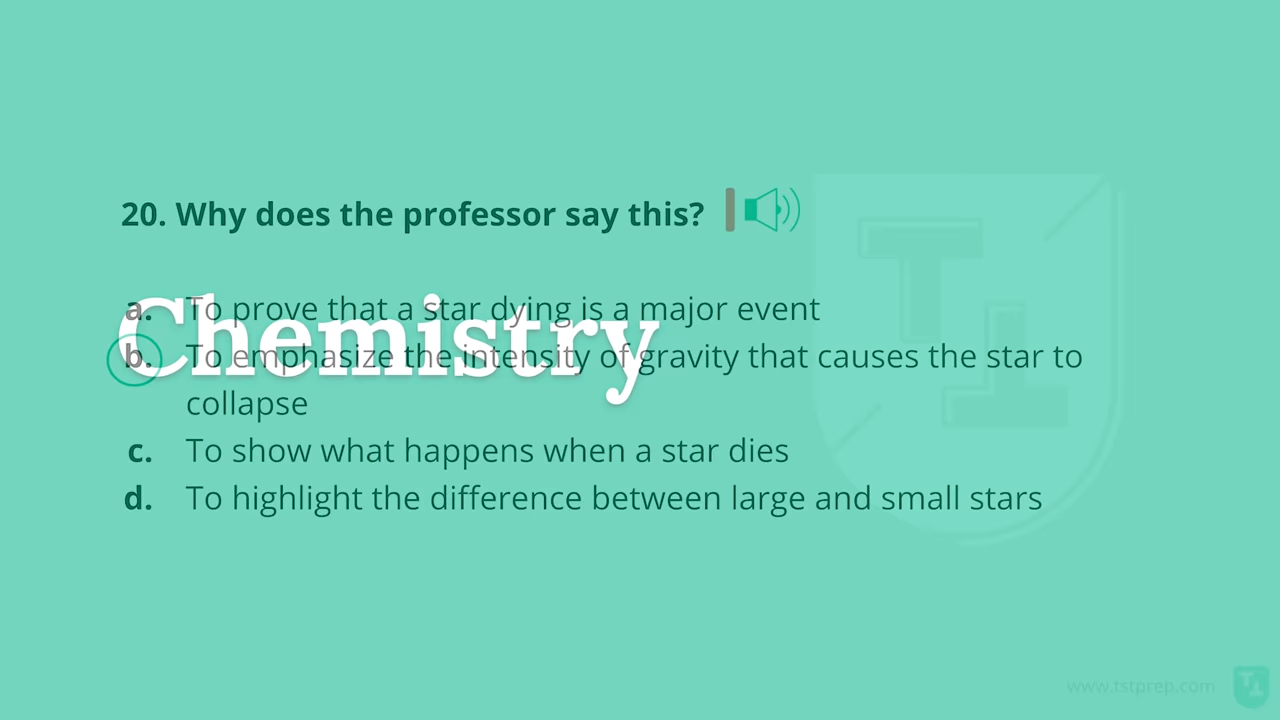 20. Why does the professor say this?
a. To prove that a star dying is a major event
Chemistry
b. To emphasize the intensity of gravity that causes the star to
collapse
c. To show what happens when a star dies
d. To highlight the difference between large and small stars
www.tstprep.com